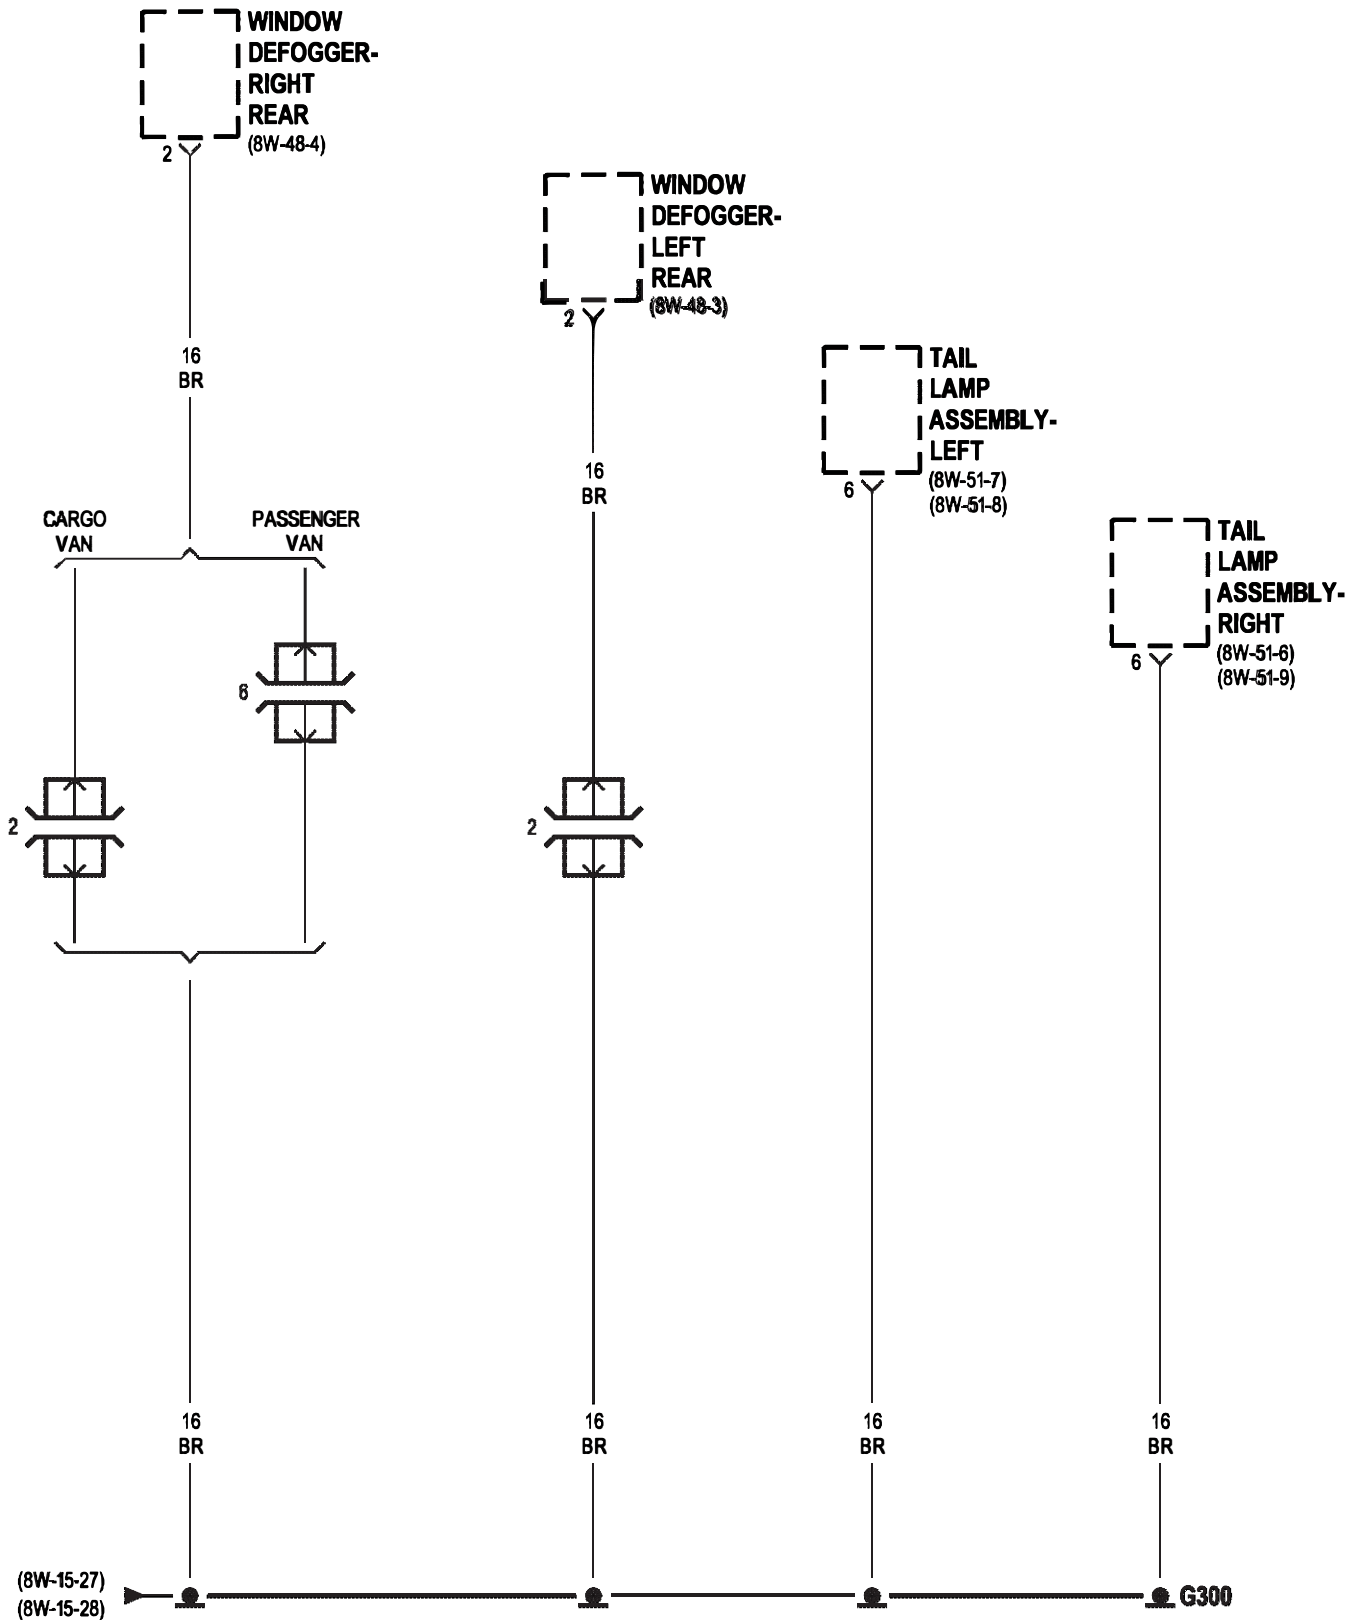 WINDOW
DEFOGGER-
RIGHT
REAR
(8W-48-4)
2
16
BR
CARGO
VAN
PASSENGER
VAN
6
2
WINDOW
DEFOGGER-
LEFT
REAR
(8W-48-3)
2
16
BR
2
TAIL
LAMP
ASSEMBLY-
LEFT
(8W-51-7)
(8W-51-8)
6
TAIL
LAMP
ASSEMBLY-
RIGHT
(8W-51-6)
(8W-51-9)
6
16
BR
16
BR
16
BR
16
BR
(8W-15-27)
(8W-15-28)
G300